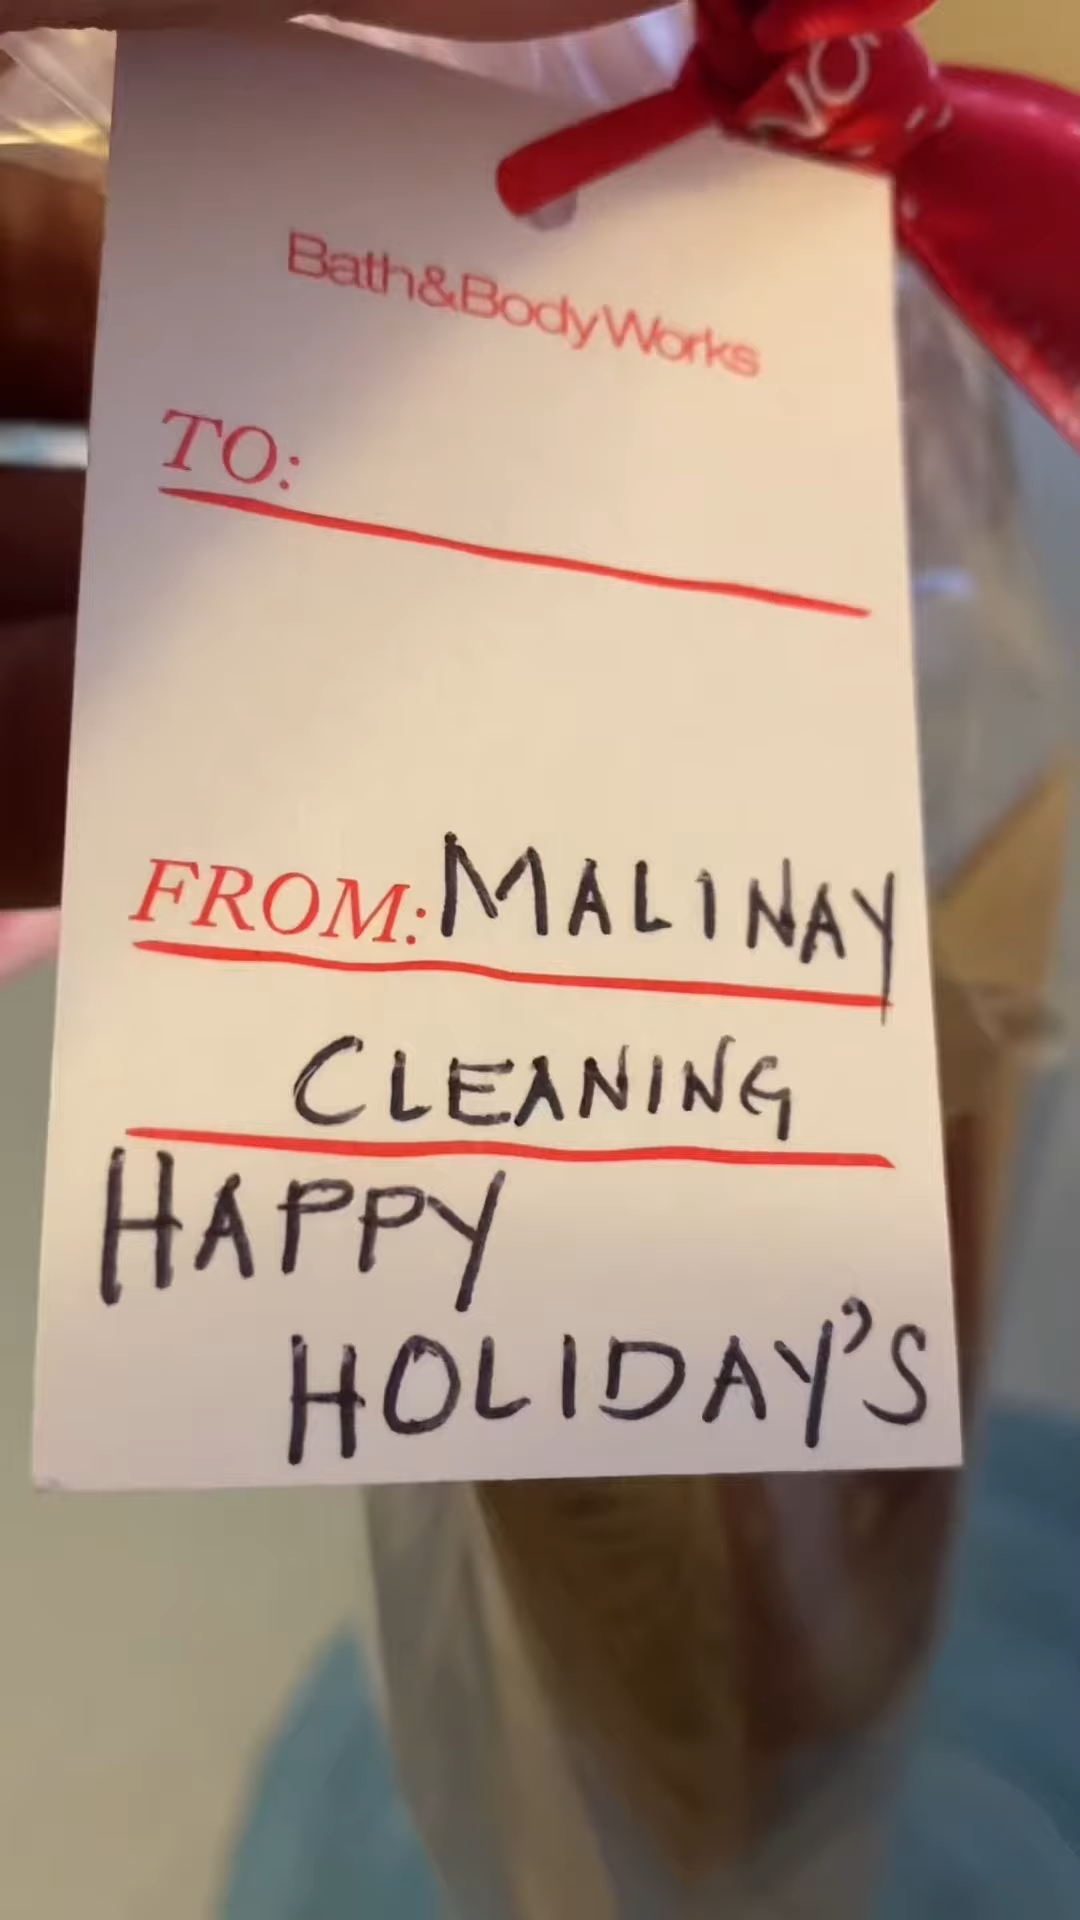 Bath&BodyWorks
TO:
FROM: MALINAY
CLEANING
HAPPY
HOLIDAY'S